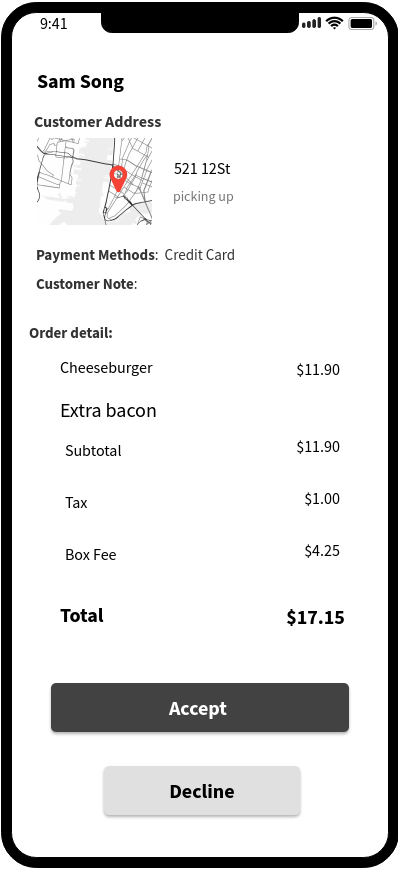 9:41
Sam Song
Customer Address
521 12St
picking up
Payment Methods: Credit Card
Customer Note:
Order detail:
Cheeseburger $11.90
Extra bacon
Subtotal $11.90
Tax $1.00
Box Fee $4.25
Total $17.15
Accept
Decline